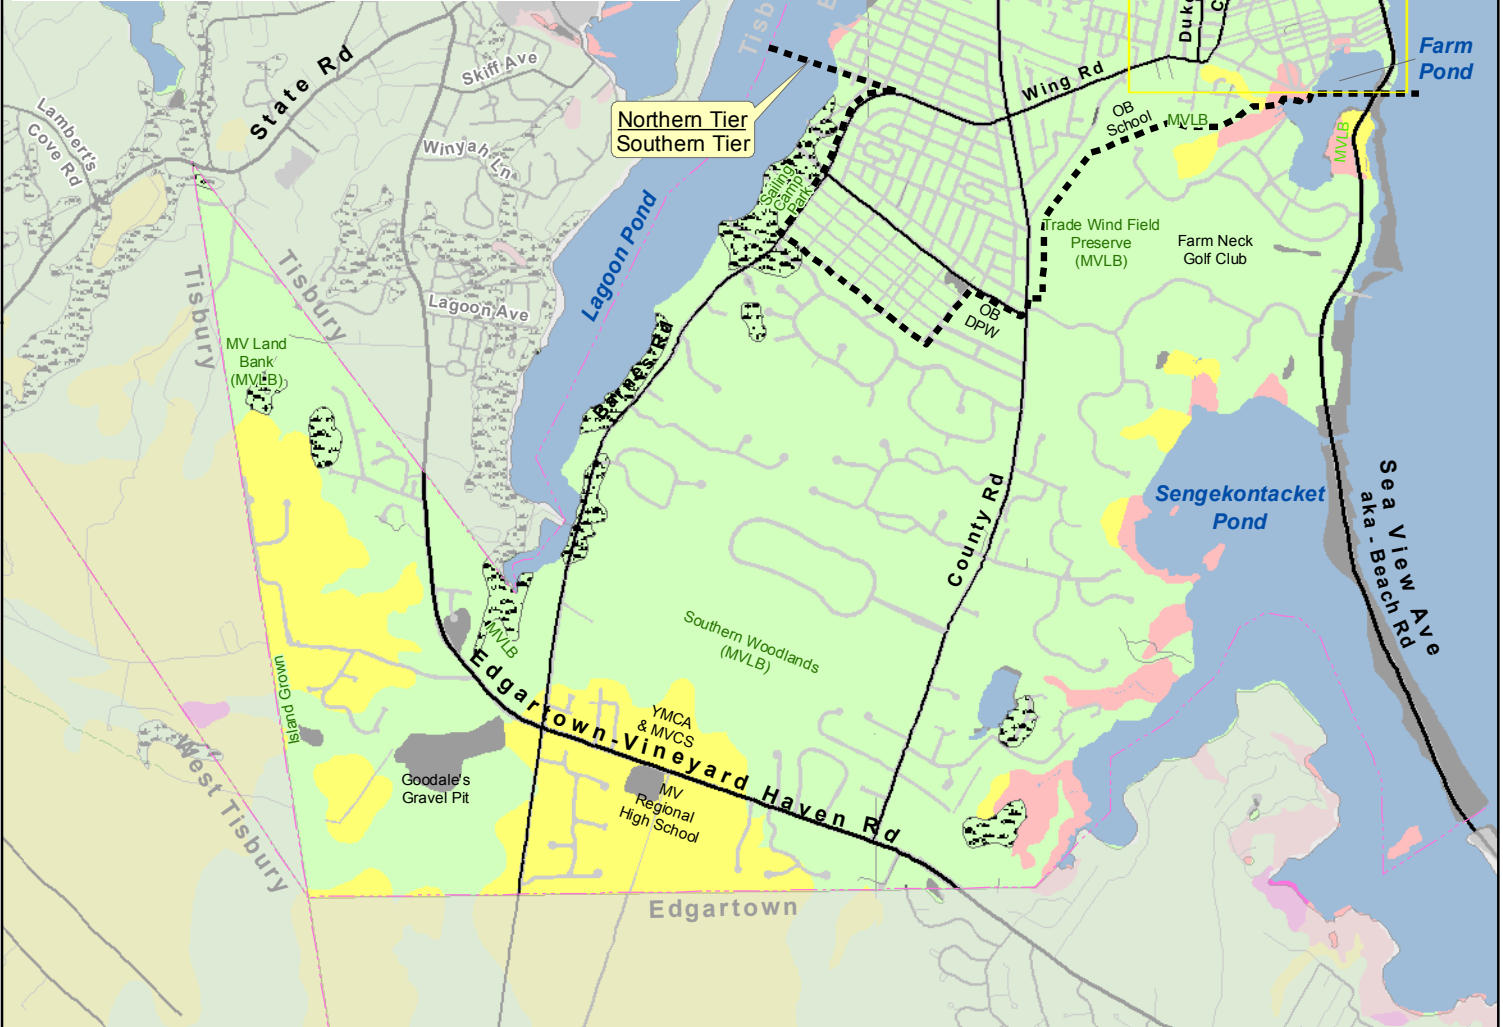 Tisb
Duk
C
Farm
Pond
State Rd
Skiff Ave
Wing Rd
Lambert's
Cove Rd
Northern Tier
Southern Tier
OB
School
MVLB
MVLB
Winyah Ln
Sailing
Camp
Park
Lagoon Pond
Trade Wind Field
Preserve
(MVLB)
Farm Neck
Golf Club
Tisbury
Tisbury
Lagoon Ave
OB
DPW
MV Land
Bank
(MVLB)
Barnes Rd
County Rd
Sengekontacket
Pond
Sea View Ave
aka - Beach Rd
Southern Woodlands
(MVLB)
MVLB
Island Grown
Edgartown-Vineyard Haven Rd
YMCA
& MVCS
West Tisbury
Goodale's
Gravel Pit
MV
Regional
High School
Edgartown